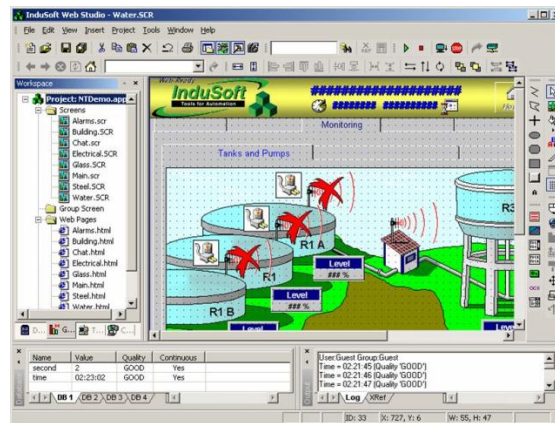 InduSoft Web Studio - Water.SCR
File Edit View Insert Project Tools Window Help
Workspace
Project: NTDemo.app
Screens
Alarms.scr
Building.SCR
Chat.SCR
Electrical.SCR
Glass.SCR
Main.scr
Steel.SCR
Water.SCR
Group Screen
Web Pages
Alarms.html
Building.html
Chat.html
Electrical.html
Glass.html
Main.html
Steel.html
Water.html
D... G... T... C...
Web-Ready
InduSoft
Tools for Automation
######################
######## ##########
Monitoring
Tanks and Pumps
R1 A
R1
R1 B
Level
### %
Level
### %
Level
Name Value Quality Continuous
second 2 GOOD Yes
time 02:23:02 GOOD Yes
DB 1 DB 2 DB 3 DB 4
User:Guest Group:Guest
Time = 02:21:45 (Quality 'GOOD')
Time = 02:21:46 (Quality 'GOOD')
Time = 02:21:47 (Quality 'GOOD')
Log XRef
ID: 33 X: 727, Y: 6 W: 55, H: 47